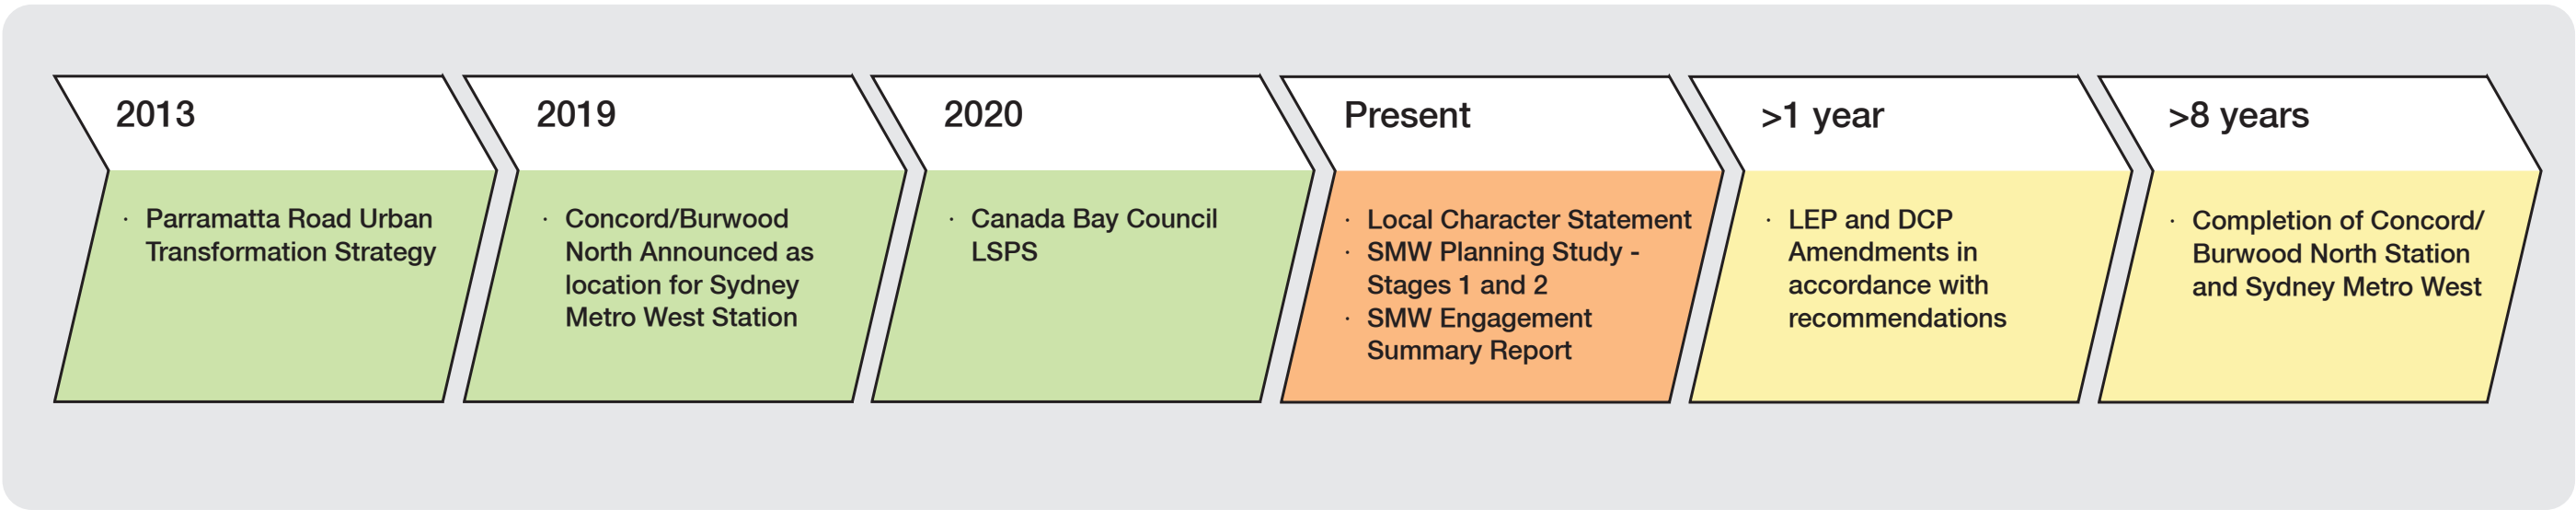 2013
· Parramatta Road Urban
Transformation Strategy
2019
· Concord/Burwood
North Announced as
location for Sydney
Metro West Station
2020
· Canada Bay Council
LSPS
Present
· Local Character Statement
· SMW Planning Study -
Stages 1 and 2
· SMW Engagement
Summary Report
>1 year
· LEP and DCP
Amendments in
accordance with
recommendations
>8 years
· Completion of Concord/
Burwood North Station
and Sydney Metro West